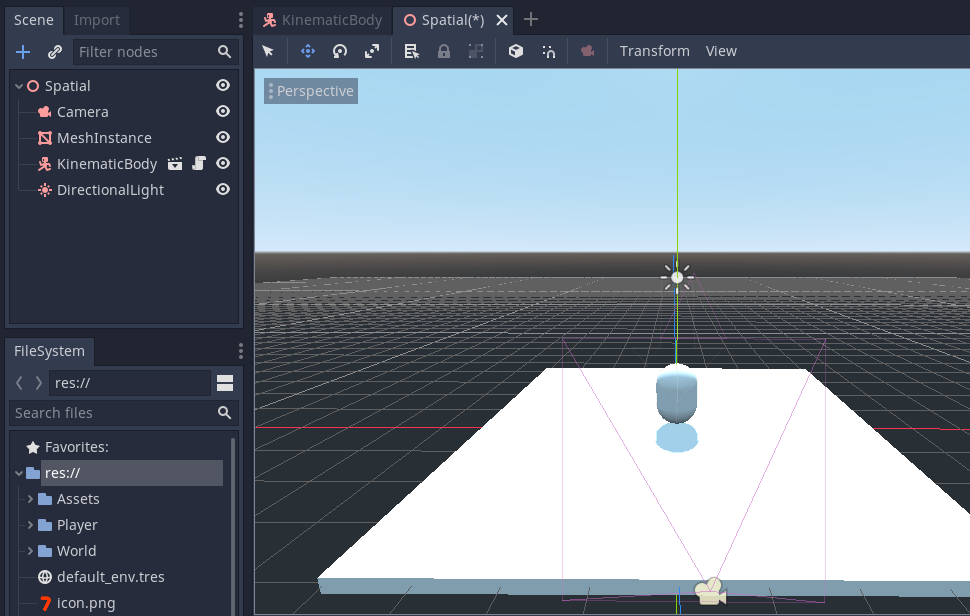 Scene
Import
Filter nodes
Spatial
Camera
MeshInstance
KinematicBody
DirectionalLight
FileSystem
res://
Search files
Favorites:
res://
Assets
Player
World
default_env.tres
icon.png
KinematicBody
Spatial(*)
Transform
View
Perspective